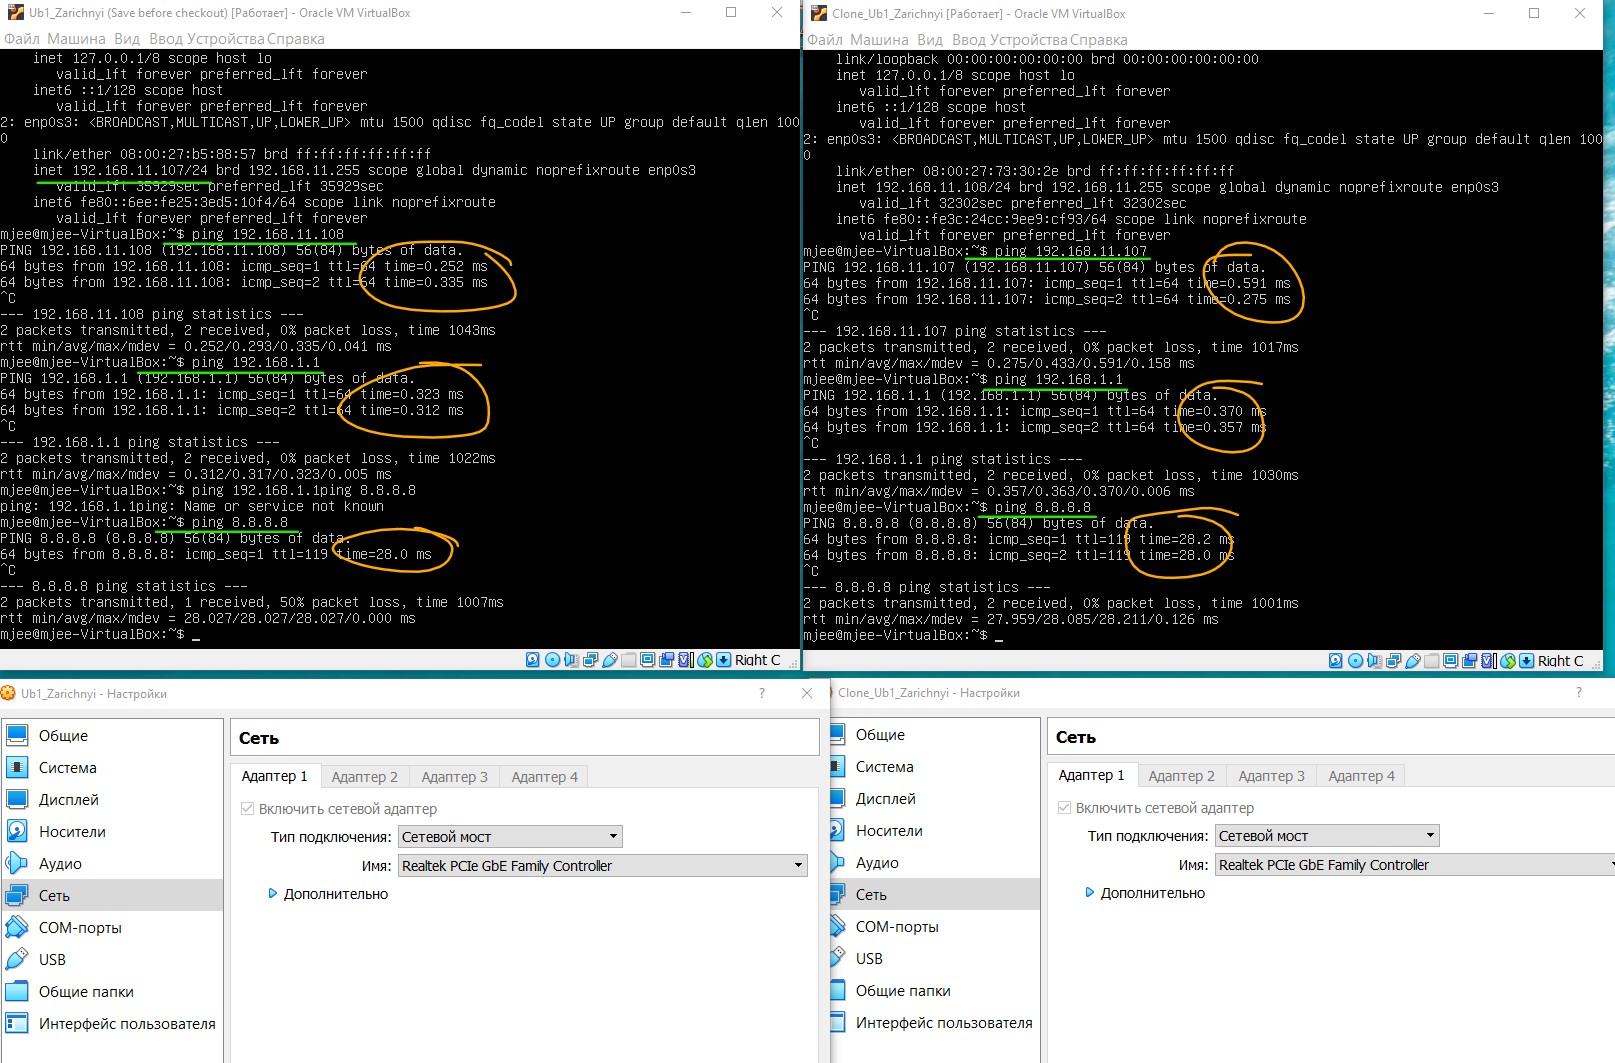 Ub1_Zarichnyi (Save before checkout) [Работает] - Oracle VM VirtualBox
Файл Машина Вид Ввод Устройства Справка
inet 127.0.0.1/8 scope host lo
valid_lft forever preferred_lft forever
inet6 ::1/128 scope host
valid_lft forever preferred_lft forever
2: enp0s3: <BROADCAST,MULTICAST,UP,LOWER_UP> mtu 1500 qdisc fq_codel state UP group default qlen 100
0
link/ether 08:00:27:b5:88:57 brd ff:ff:ff:ff:ff:ff
inet 192.168.11.107/24 brd 192.168.11.255 scope global dynamic noprefixroute enp0s3
valid_lft 35929sec preferred_lft 35929sec
inet6 fe80::6ee:fe25:3ed5:10f4/64 scope link noprefixroute
valid_lft forever preferred_lft forever
mjee@mjee-VirtualBox:~$ ping 192.168.11.108
PING 192.168.11.108 (192.168.11.108) 56(84) bytes of data.
64 bytes from 192.168.11.108: icmp_seq=1 ttl=64 time=0.252 ms
64 bytes from 192.168.11.108: icmp_seq=2 ttl=64 time=0.335 ms
^C
--- 192.168.11.108 ping statistics ---
2 packets transmitted, 2 received, 0% packet loss, time 1043ms
rtt min/avg/max/mdev = 0.252/0.293/0.335/0.041 ms
mjee@mjee-VirtualBox:~$ ping 192.168.1.1
PING 192.168.1.1 (192.168.1.1) 56(84) bytes of data.
64 bytes from 192.168.1.1: icmp_seq=1 ttl=64 time=0.323 ms
64 bytes from 192.168.1.1: icmp_seq=2 ttl=64 time=0.312 ms
^C
--- 192.168.1.1 ping statistics ---
2 packets transmitted, 2 received, 0% packet loss, time 1022ms
rtt min/avg/max/mdev = 0.312/0.317/0.323/0.005 ms
mjee@mjee-VirtualBox:~$ ping 192.168.1.1ping 8.8.8.8
ping: 192.168.1.1ping: Name or service not known
mjee@mjee-VirtualBox:~$ ping 8.8.8.8
PING 8.8.8.8 (8.8.8.8) 56(84) bytes of data.
64 bytes from 8.8.8.8: icmp_seq=1 ttl=119 time=28.0 ms
^C
--- 8.8.8.8 ping statistics ---
2 packets transmitted, 1 received, 50% packet loss, time 1007ms
rtt min/avg/max/mdev = 28.027/28.027/28.027/0.000 ms
mjee@mjee-VirtualBox:~$ _
Right C
Clone_Ub1_Zarichnyi [Работает] - Oracle VM VirtualBox
Файл Машина Вид Ввод Устройства Справка
link/loopback 00:00:00:00:00:00 brd 00:00:00:00:00:00
inet 127.0.0.1/8 scope host lo
valid_lft forever preferred_lft forever
inet6 ::1/128 scope host
valid_lft forever preferred_lft forever
2: enp0s3: <BROADCAST,MULTICAST,UP,LOWER_UP> mtu 1500 qdisc fq_codel state UP group default qlen 100
0
link/ether 08:00:27:73:30:2e brd ff:ff:ff:ff:ff:ff
inet 192.168.11.108/24 brd 192.168.11.255 scope global dynamic noprefixroute enp0s3
valid_lft 32302sec preferred_lft 32302sec
inet6 fe80::fe3c:24cc:9ee9:cf93/64 scope link noprefixroute
valid_lft forever preferred_lft forever
mjee@mjee-VirtualBox:~$ ping 192.168.11.107
PING 192.168.11.107 (192.168.11.107) 56(84) bytes of data.
64 bytes from 192.168.11.107: icmp_seq=1 ttl=64 time=0.591 ms
64 bytes from 192.168.11.107: icmp_seq=2 ttl=64 time=0.275 ms
^C
--- 192.168.11.107 ping statistics ---
2 packets transmitted, 2 received, 0% packet loss, time 1017ms
rtt min/avg/max/mdev = 0.275/0.433/0.591/0.158 ms
mjee@mjee-VirtualBox:~$ ping 192.168.1.1
PING 192.168.1.1 (192.168.1.1) 56(84) bytes of data.
64 bytes from 192.168.1.1: icmp_seq=1 ttl=64 time=0.370 ms
64 bytes from 192.168.1.1: icmp_seq=2 ttl=64 time=0.357 ms
^C
--- 192.168.1.1 ping statistics ---
2 packets transmitted, 2 received, 0% packet loss, time 1030ms
rtt min/avg/max/mdev = 0.357/0.363/0.370/0.006 ms
mjee@mjee-VirtualBox:~$ ping 8.8.8.8
PING 8.8.8.8 (8.8.8.8) 56(84) bytes of data.
64 bytes from 8.8.8.8: icmp_seq=1 ttl=119 time=28.2 ms
64 bytes from 8.8.8.8: icmp_seq=2 ttl=119 time=28.0 ms
^C
--- 8.8.8.8 ping statistics ---
2 packets transmitted, 2 received, 0% packet loss, time 1001ms
rtt min/avg/max/mdev = 27.959/28.085/28.211/0.126 ms
mjee@mjee-VirtualBox:~$ _
Right C
Ub1_Zarichnyi - Настройки
?
Общие
Система
Дисплей
Носители
Аудио
Сеть
COM-порты
USB
Общие папки
Интерфейс пользователя
Сеть
Адаптер 1 Адаптер 2 Адаптер 3 Адаптер 4
Включить сетевой адаптер
Тип подключения: Сетевой мост
Имя: Realtek PCIe GbE Family Controller
Дополнительно
Clone_Ub1_Zarichnyi - Настройки
?
Общие
Система
Дисплей
Носители
Аудио
Сеть
COM-порты
USB
Общие папки
Интерфейс пользователя
Сеть
Адаптер 1 Адаптер 2 Адаптер 3 Адаптер 4
Включить сетевой адаптер
Тип подключения: Сетевой мост
Имя: Realtek PCIe GbE Family Controller
Дополнительно